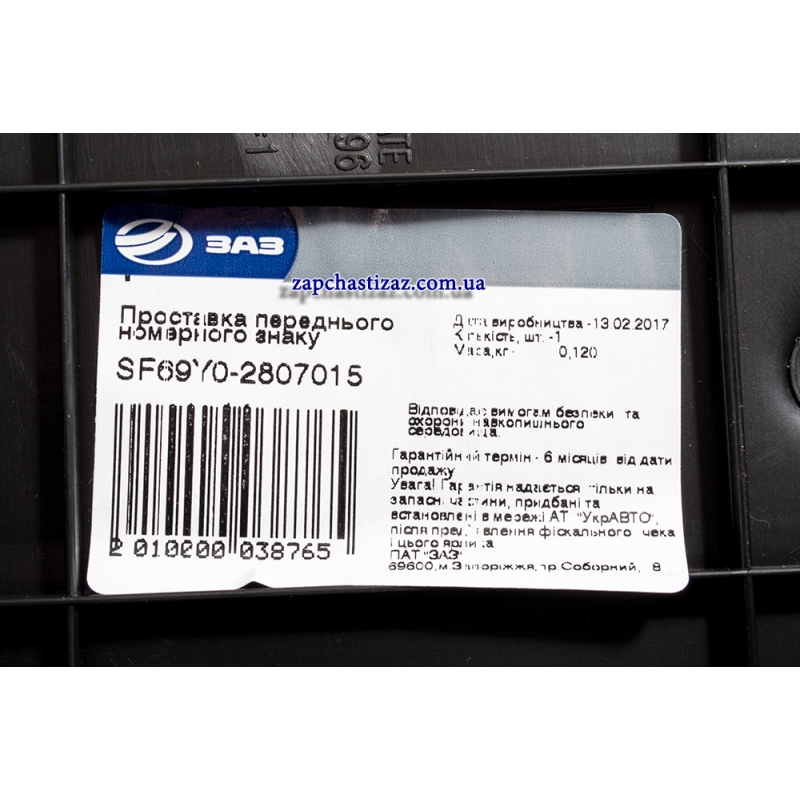 ATE
96
=1
ЗАЗ
zapchastizaz.com.ua
Проставка переднього
номерного знаку
SF69Y0-2807015
Дата виробництва -13.02.2017
Кількість, шт. -1
Маса,кг - 0,120
Відповідає вимогам безпеки та
охорони навколишнього
середовища.
Гарантійний термін - 6 місяців від дати
продажу
Увага! Гарантія надається тільки на
запасні частини, придбані та
встановлені в мережі АТ "УкрАВТО",
після пред'явлення фіскального чека
і цього ярлика
ПАТ "ЗАЗ"
69600,м.Запоріжжя,пр.Соборний, 8
2 010000 038765